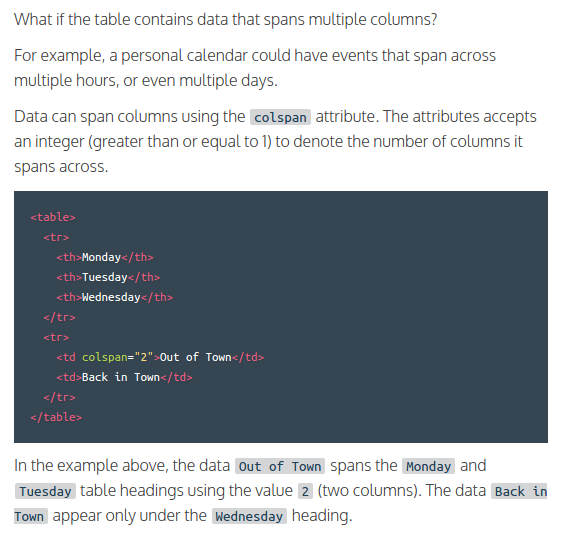 What if the table contains data that spans multiple columns?
For example, a personal calendar could have events that span across
multiple hours, or even multiple days.
Data can span columns using the colspan attribute. The attributes accepts
an integer (greater than or equal to 1) to denote the number of columns it
spans across.
<table>
  <tr>
    <th>Monday</th>
    <th>Tuesday</th>
    <th>Wednesday</th>
  </tr>
  <tr>
    <td colspan="2">Out of Town</td>
    <td>Back in Town</td>
  </tr>
</table>
In the example above, the data Out of Town spans the Monday and
Tuesday table headings using the value 2 (two columns). The data Back in
Town appear only under the Wednesday heading.